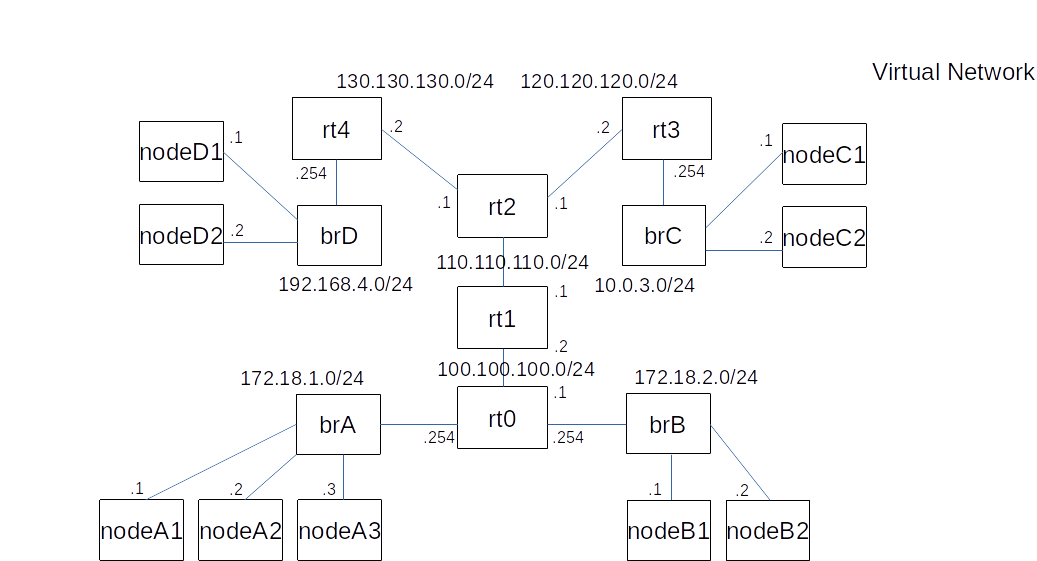 Virtual Network
130.130.130.0/24
120.120.120.0/24
rt4
.2
.2
rt3
nodeD1
.1
.1
nodeC1
.254
.254
.1
rt2
.1
nodeD2
.2
brD
brC
.2
nodeC2
110.110.110.0/24
192.168.4.0/24
10.0.3.0/24
.1
rt1
.2
100.100.100.0/24
172.18.1.0/24
172.18.2.0/24
.1
brA
rt0
brB
.254
.254
.1
.2
.3
.1
.2
nodeA1
nodeA2
nodeA3
nodeB1
nodeB2